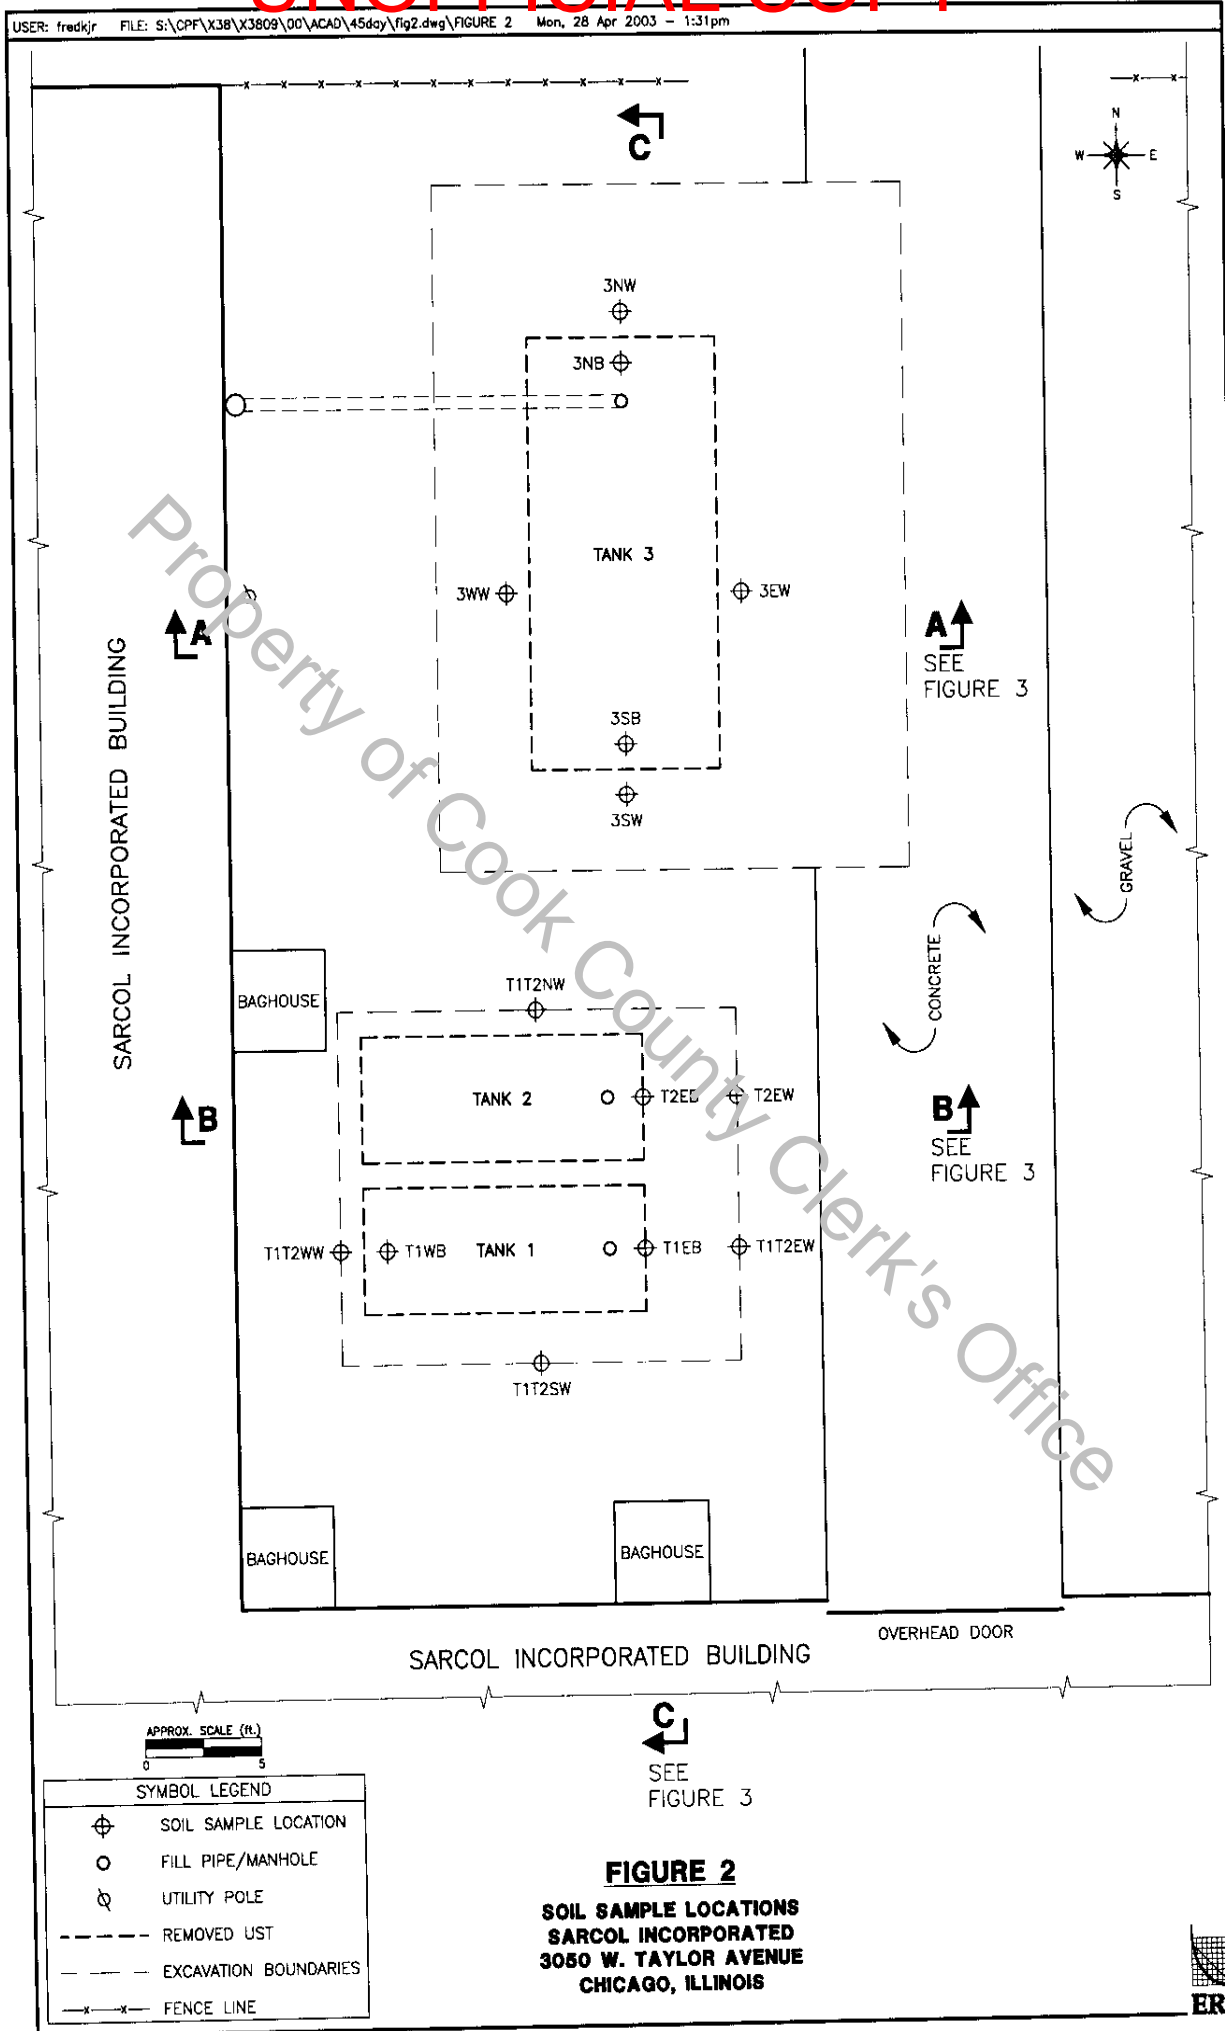 UNOFFICIAL COPY
USER: fredkjr FILE: S:\CPF\X38\X3809\00\ACAD\45day\fig2.dwg\FIGURE 2 Mon, 28 Apr 2003 - 1:31pm
C
N
W E
S
3NW
3NB
TANK 3
3WW
3EW
A
A
SEE
FIGURE 3
3SB
3SW
SARCOL INCORPORATED BUILDING
GRAVEL
CONCRETE
BAGHOUSE
T1T2NW
TANK 2
T2EB
T2EW
B
B
SEE
FIGURE 3
T1T2WW
T1WB
TANK 1
T1EB
T1T2EW
T1T2SW
BAGHOUSE
BAGHOUSE
OVERHEAD DOOR
SARCOL INCORPORATED BUILDING
C
SEE
FIGURE 3
APPROX. SCALE (ft.)
0 5
SYMBOL LEGEND
SOIL SAMPLE LOCATION
FILL PIPE/MANHOLE
UTILITY POLE
REMOVED UST
EXCAVATION BOUNDARIES
FENCE LINE
FIGURE 2
SOIL SAMPLE LOCATIONS
SARCOL INCORPORATED
3050 W. TAYLOR AVENUE
CHICAGO, ILLINOIS
ER
Property of Cook County Clerk's Office